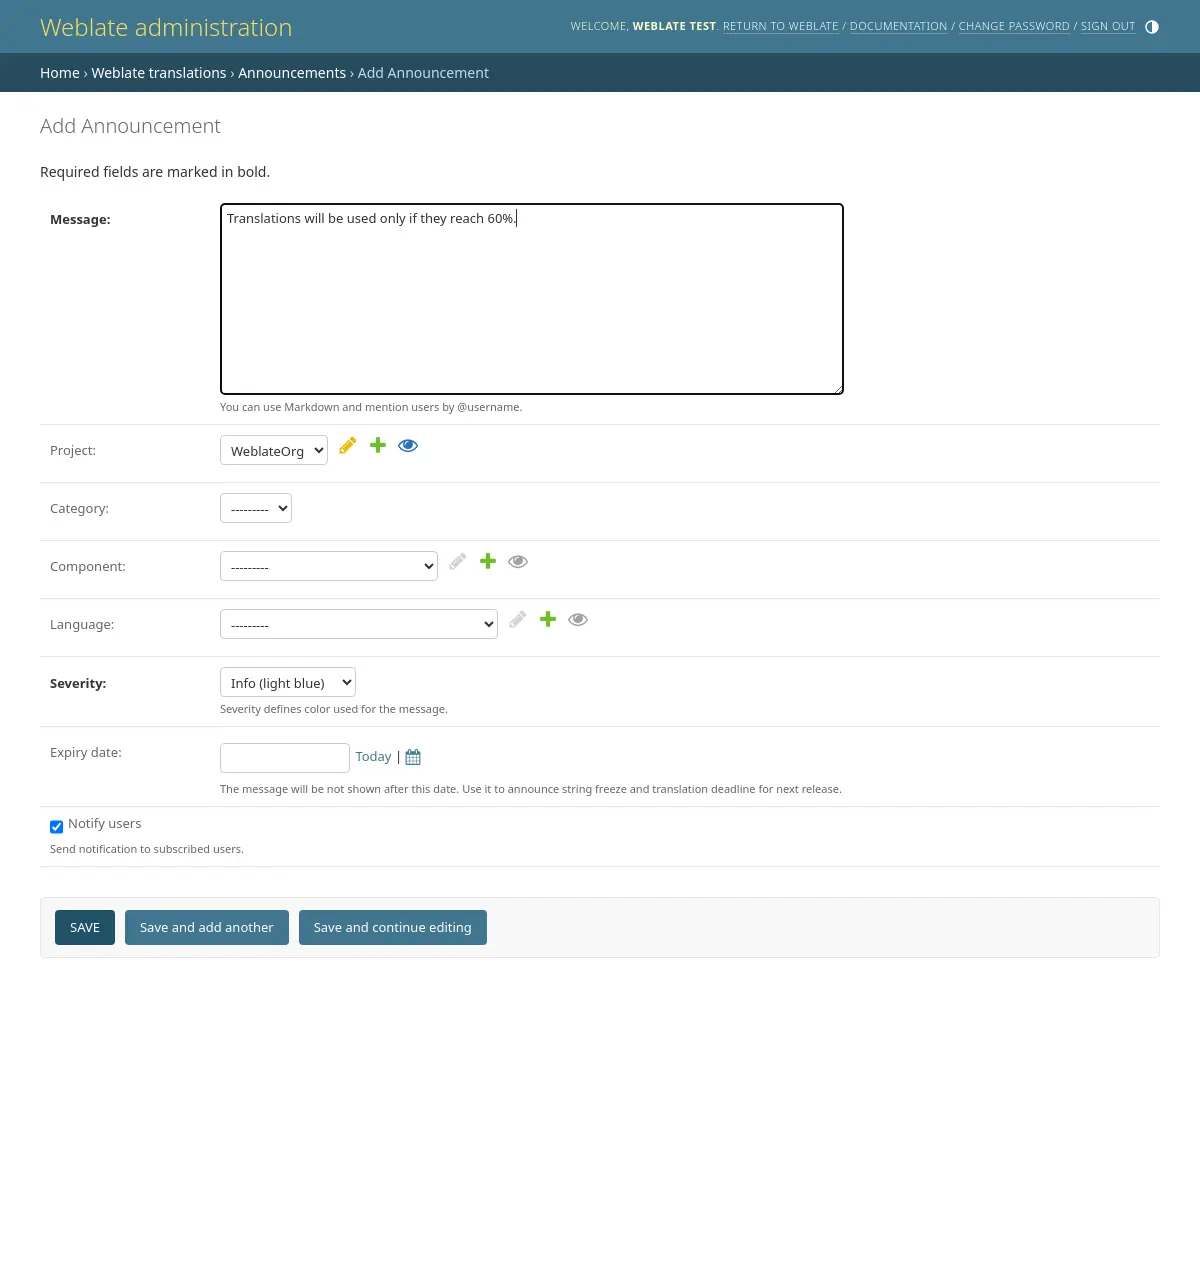 Weblate administration
WELCOME, WEBLATE TEST. RETURN TO WEBLATE / DOCUMENTATION / CHANGE PASSWORD / SIGN OUT
Home › Weblate translations › Announcements › Add Announcement
Add Announcement
Required fields are marked in bold.
Message:
Translations will be used only if they reach 60%.
You can use Markdown and mention users by @username.
Project:
WeblateOrg
Category:
---------
Component:
---------
Language:
---------
Severity:
Info (light blue)
Severity defines color used for the message.
Expiry date:
Today |
The message will be not shown after this date. Use it to announce string freeze and translation deadline for next release.
Notify users
Send notification to subscribed users.
SAVE
Save and add another
Save and continue editing